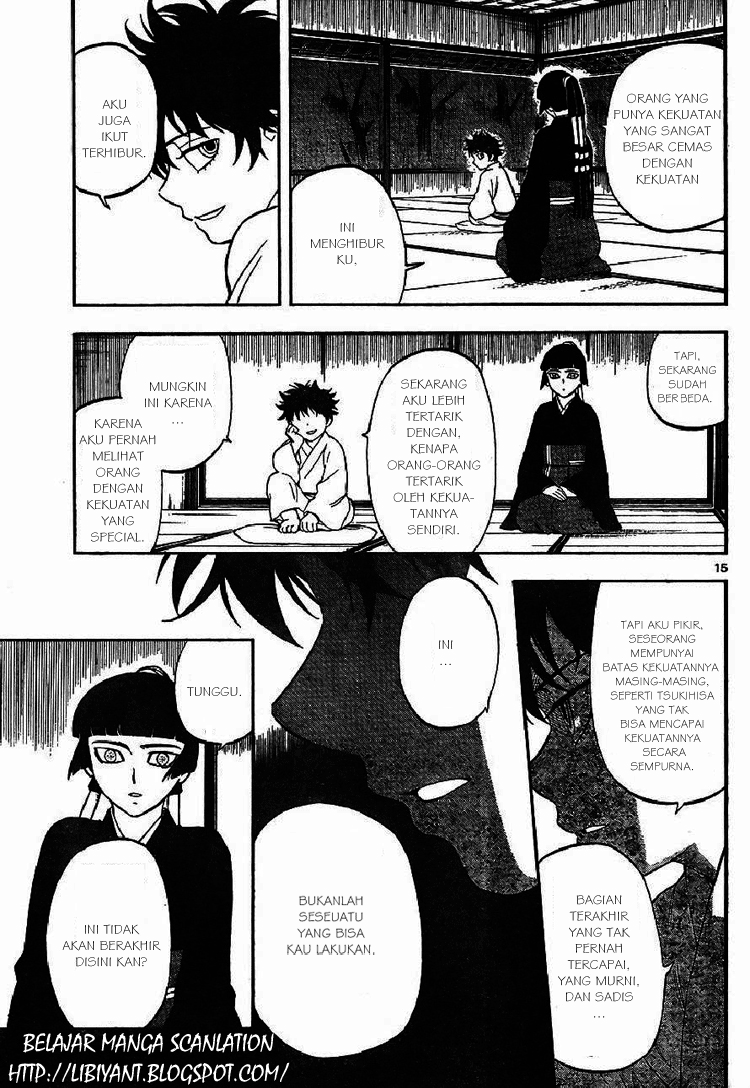 ORANG YANG
PUNYA KEKUATAN
YANG SANGAT
BESAR CEMAS
DENGAN
KEKUATAN
INI
MENGHIBUR
KU,
AKU
JUGA
IKUT
TERHIBUR.
TAPI,
SEKARANG
SUDAH
BERBEDA.
SEKARANG
AKU LEBIH
TERTARIK
DENGAN,
KENAPA
ORANG-ORANG
TERTARIK
OLEH KEKUA-
TANNYA
SENDIRI.
MUNGKIN
INI KARENA
...
KARENA
AKU PERNAH
MELIHAT
ORANG
DENGAN
KEKUATAN
YANG
SPECIAL.
15
TAPI AKU PIKIR,
SESEORANG
MEMPUNYAI
BATAS KEKUATANNYA
MASING-MASING,
SEPERTI TSUKIHISA
YANG TAK
BISA MENCAPAI
KEKUATANNYA
SECARA
SEMPURNA.
BAGIAN
TERAKHIR
YANG TAK
PERNAH
TERCAPAI,
YANG MURNI,
DAN SADIS
...
INI
...
BUKANLAH
SESEUATU
YANG BISA
KAU LAKUKAN,
TUNGGU.
INI TIDAK
AKAN BERAKHIR
DISINI KAN?
BELAJAR MANGA SCANLATION
HTTP://LIBIYANT.BLOGSPOT.COM/